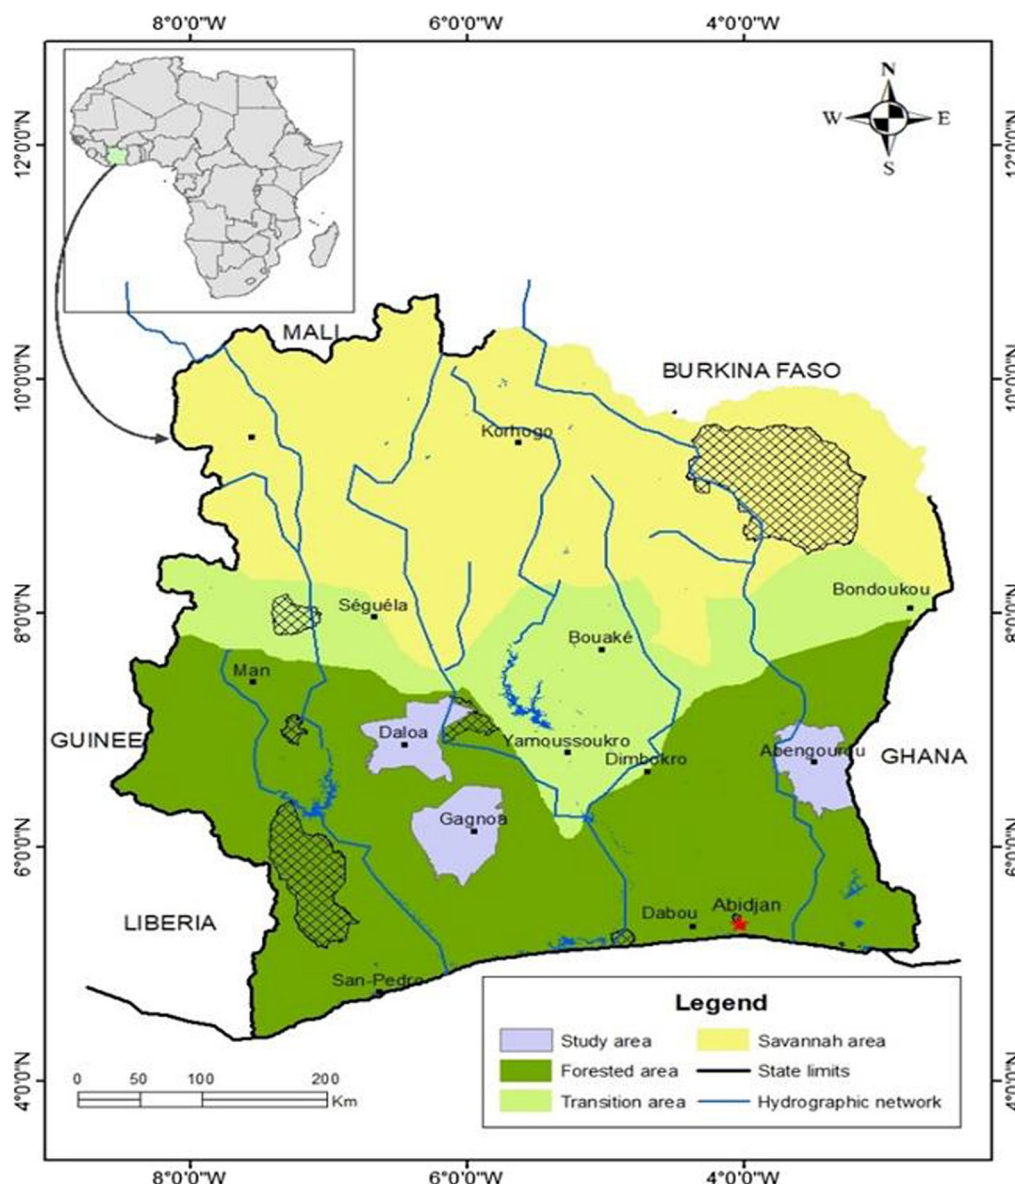 8°0'0"W 6°0'0"W 4°0'0"W
12°0'0"N
12°0'0"N
N
W E
S
MALI
BURKINA FASO
10°0'0"N
10°0'0"N
Korhogo
Bondoukou
8°0'0"N
8°0'0"N
Séguéla
Bouaké
Man
GUINEE
Daloa
Yamoussoukro
Dimbokro
Abengourou
GHANA
Gagnoa
6°0'0"N
6°0'0"N
LIBERIA
Dabou
Abidjan
San-Pedro
Legend
Study area
Savannah area
Forested area
State limits
Transition area
Hydrographic network
4°0'0"N
4°0'0"N
0 50 100 200
Km
8°0'0"W 6°0'0"W 4°0'0"W